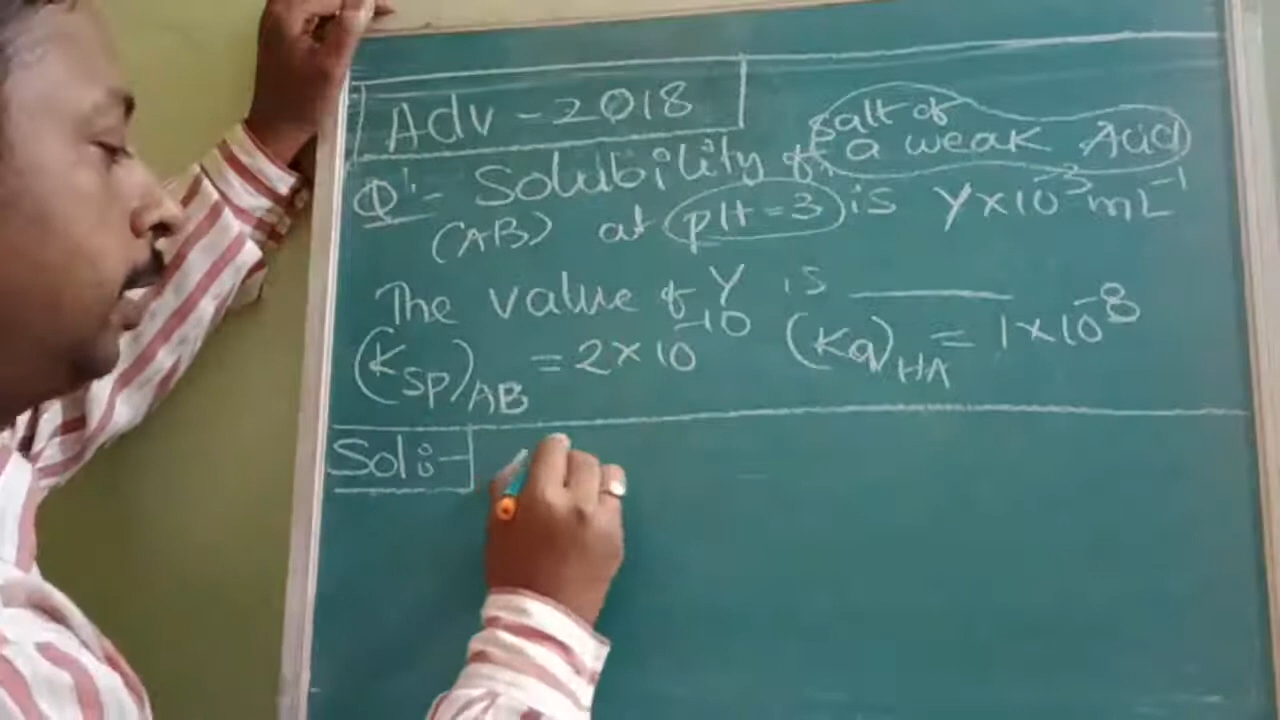 Adv - 2018
Q:- Solubility of salt of a weak Acid
(AB) at pH = 3 is Y×10⁻³ mL⁻¹
The value of Y is ______
(Ksp)AB = 2×10⁻¹⁰ (Ka)HA = 1×10⁻⁸
Sol:-